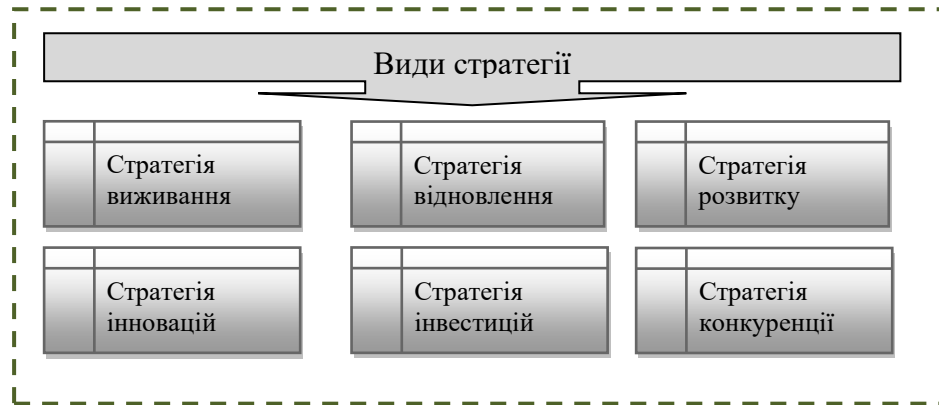 Види стратегії
Стратегія
виживання
Стратегія
відновлення
Стратегія
розвитку
Стратегія
інновацій
Стратегія
інвестицій
Стратегія
конкуренції